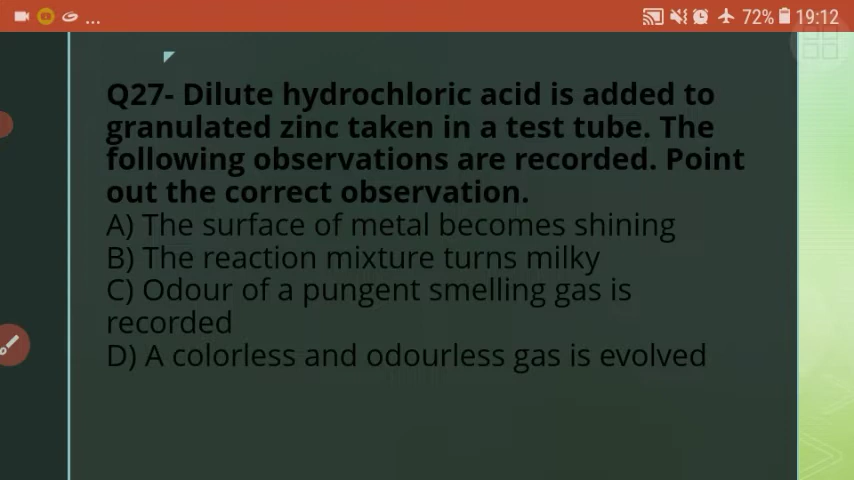 ... 72% 19:12
Q27- Dilute hydrochloric acid is added to
granulated zinc taken in a test tube. The
following observations are recorded. Point
out the correct observation.
A) The surface of metal becomes shining
B) The reaction mixture turns milky
C) Odour of a pungent smelling gas is
recorded
D) A colorless and odourless gas is evolved